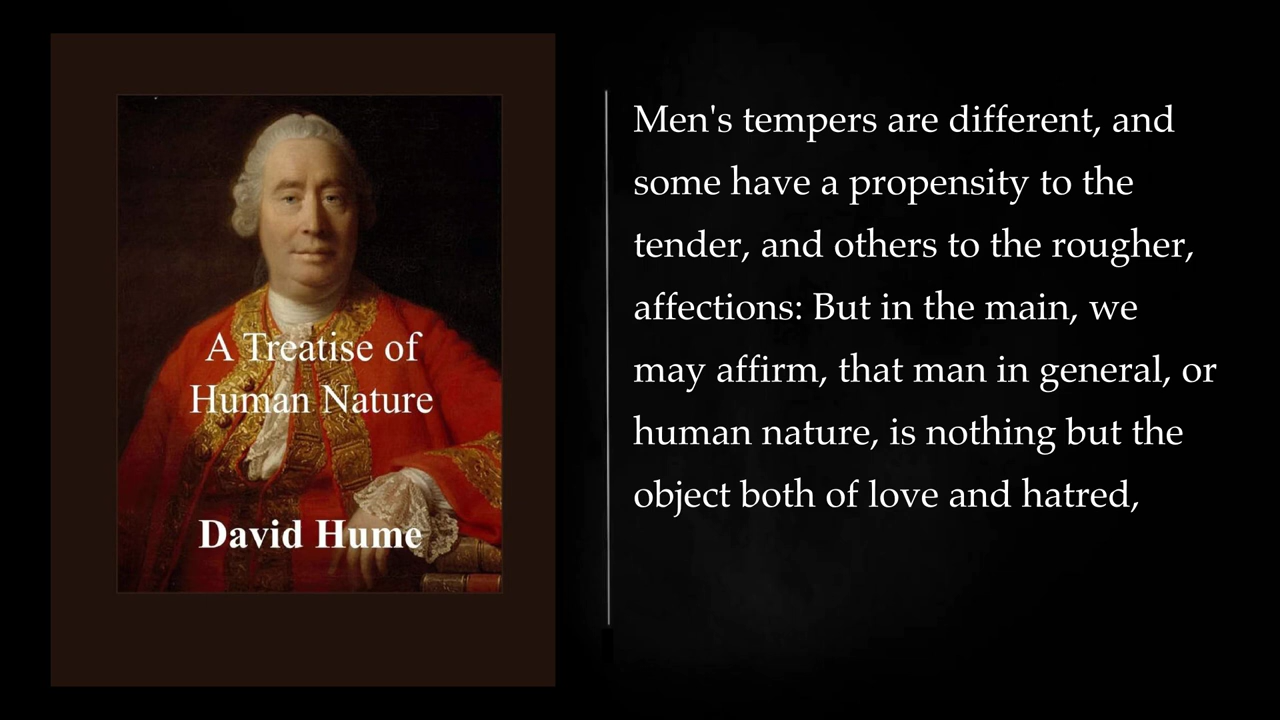 A Treatise of
Human Nature
David Hume
Men's tempers are different, and
some have a propensity to the
tender, and others to the rougher,
affections: But in the main, we
may affirm, that man in general, or
human nature, is nothing but the
object both of love and hatred,